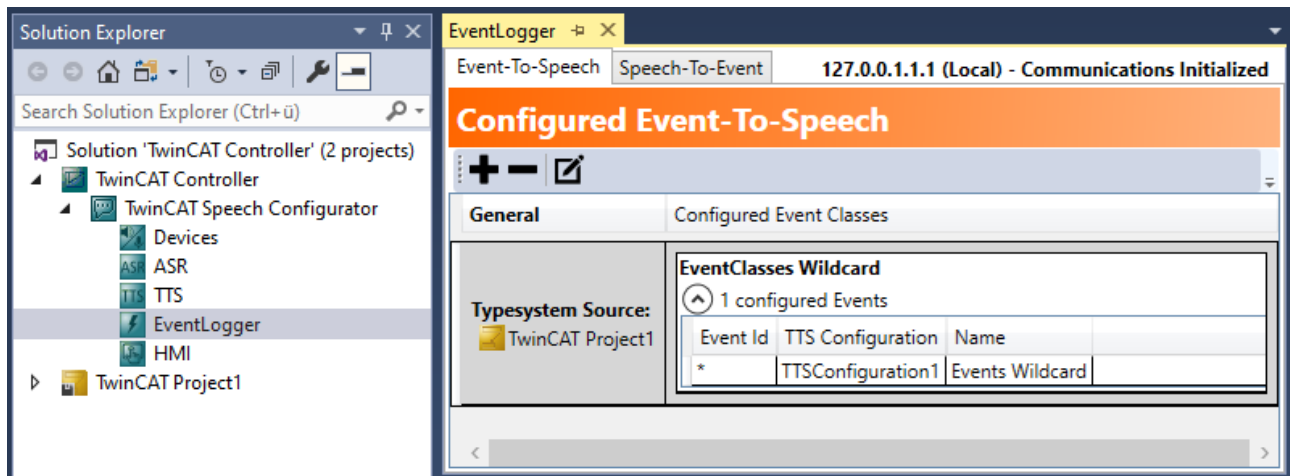 Solution Explorer
Search Solution Explorer (Ctrl+ü)
Solution 'TwinCAT Controller' (2 projects)
TwinCAT Controller
TwinCAT Speech Configurator
Devices
ASR ASR
TTS TTS
EventLogger
HMI
TwinCAT Project1
EventLogger
Event-To-Speech Speech-To-Event 127.0.0.1.1.1 (Local) - Communications Initialized
Configured Event-To-Speech
General Configured Event Classes
EventClasses Wildcard
1 configured Events
Typesystem Source:
TwinCAT Project1
Event Id TTS Configuration Name
* TTSConfiguration1 Events Wildcard